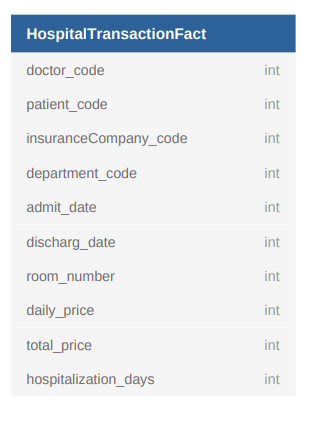 HospitalTransactionFact
doctor_code int
patient_code int
insuranceCompany_code int
department_code int
admit_date int
discharg_date int
room_number int
daily_price int
total_price int
hospitalization_days int